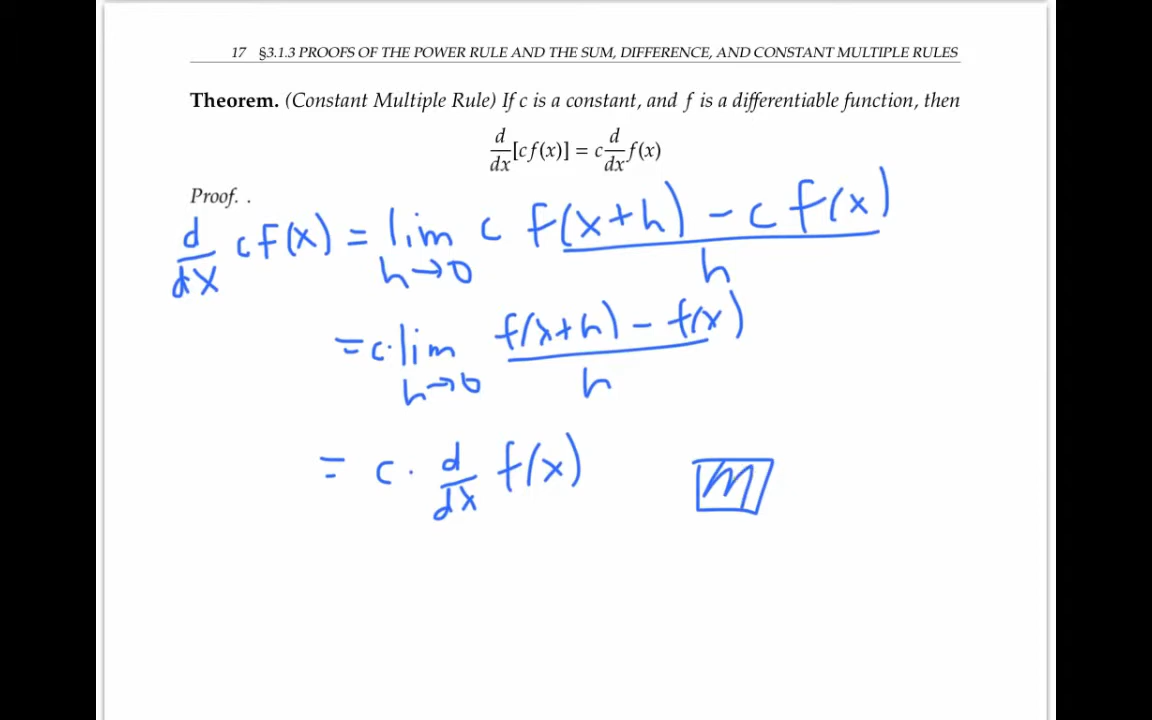 17 §3.1.3 PROOFS OF THE POWER RULE AND THE SUM, DIFFERENCE, AND CONSTANT MULTIPLE RULES
Theorem. (Constant Multiple Rule) If c is a constant, and f is a differentiable function, then
d/dx [c f(x)] = c d/dx f(x)
Proof. .
d/dx c f(x) = lim h→0 c f(x+h) - c f(x) / h
= c · lim h→0 f(x+h) - f(x) / h
= c · d/dx f(x)